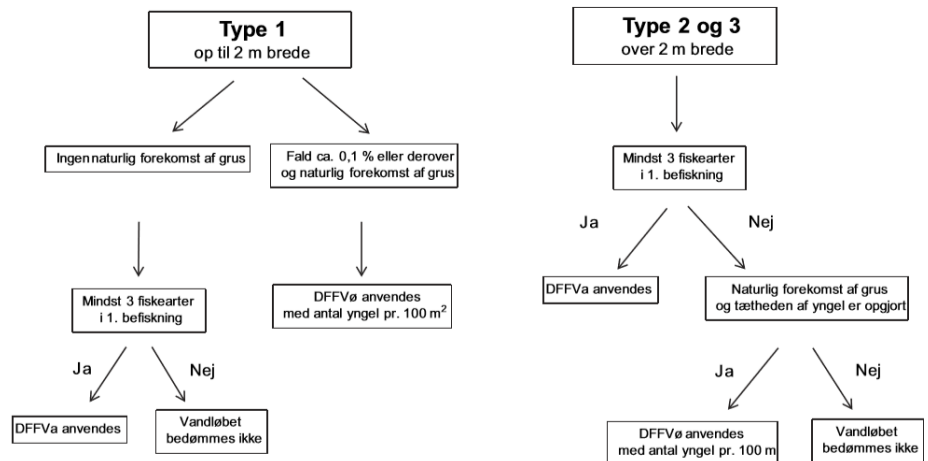 Type 1
op til 2 m brede
Ingen naturlig forekomst af grus
Fald ca. 0,1 % eller derover
og naturlig forekomst af grus
Mindst 3 fiskearter
i 1. befiskning
DFFVø anvendes
med antal yngel pr. 100 m²
Ja
Nej
DFFVa anvendes
Vandløbet
bedømmes ikke
Type 2 og 3
over 2 m brede
Mindst 3 fiskearter
i 1. befiskning
Ja
Nej
DFFVa anvendes
Naturlig forekomst af grus
og tætheden af yngel er opgjort
Ja
Nej
DFFVø anvendes
med antal yngel pr. 100 m
Vandløbet
bedømmes ikke